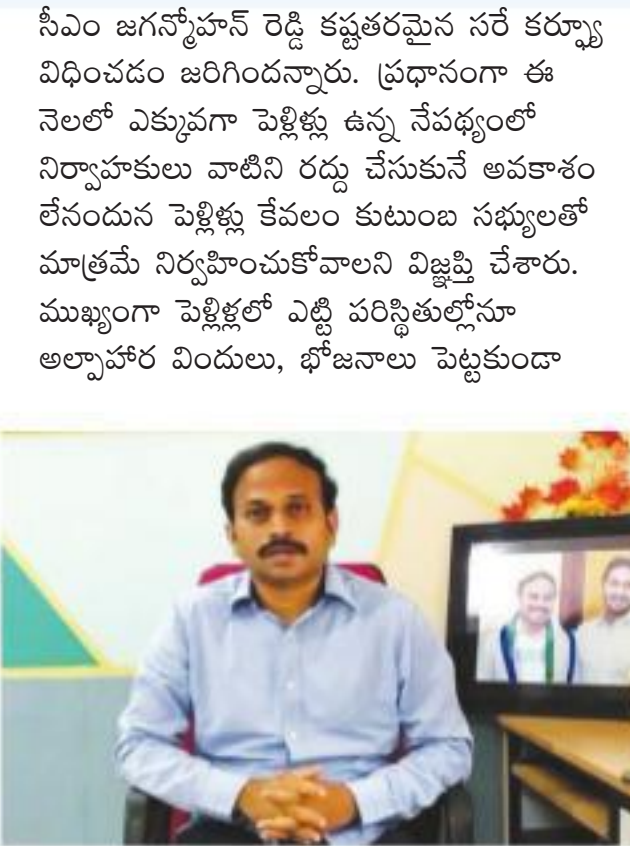 సీఎం జగన్మోహన్ రెడ్డి కష్టతరమైన సరే కర్ఫ్యూ
విధించడం జరిగిందన్నారు. ప్రధానంగా ఈ
నెలలో ఎక్కువగా పెళ్లిళ్లు ఉన్న నేపథ్యంలో
నిర్వాహకులు వాటిని రద్దు చేసుకునే అవకాశం
లేనందున పెళ్లిళ్లు కేవలం కుటుంబ సభ్యులతో
మాత్రమే నిర్వహించుకోవాలని విజ్ఞప్తి చేశారు.
ముఖ్యంగా పెళ్లిళ్లలో ఎట్టి పరిస్థితుల్లోనూ
అల్పాహార విందులు, భోజనాలు పెట్టకుండా